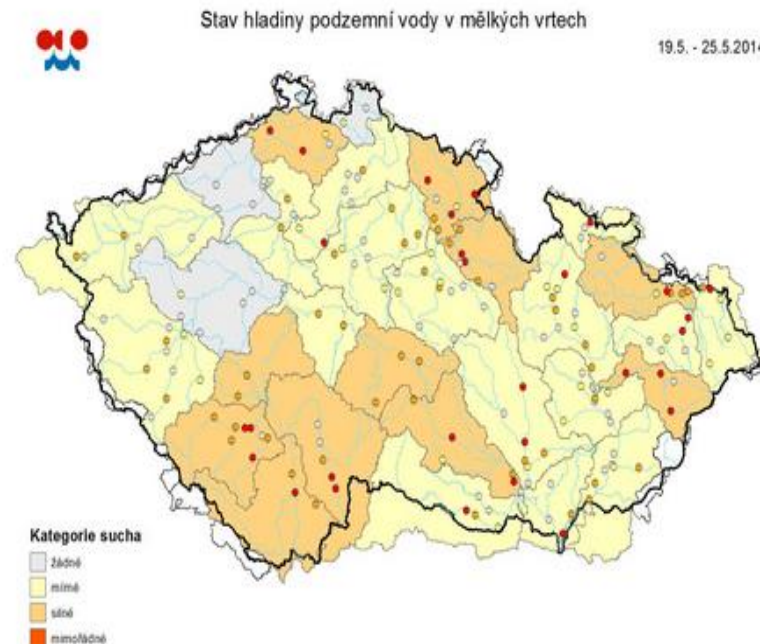 Stav hladiny podzemní vody v mělkých vrtech
19.5. - 25.5.2014
Kategorie sucha
žádné
mírné
silné
mimořádné